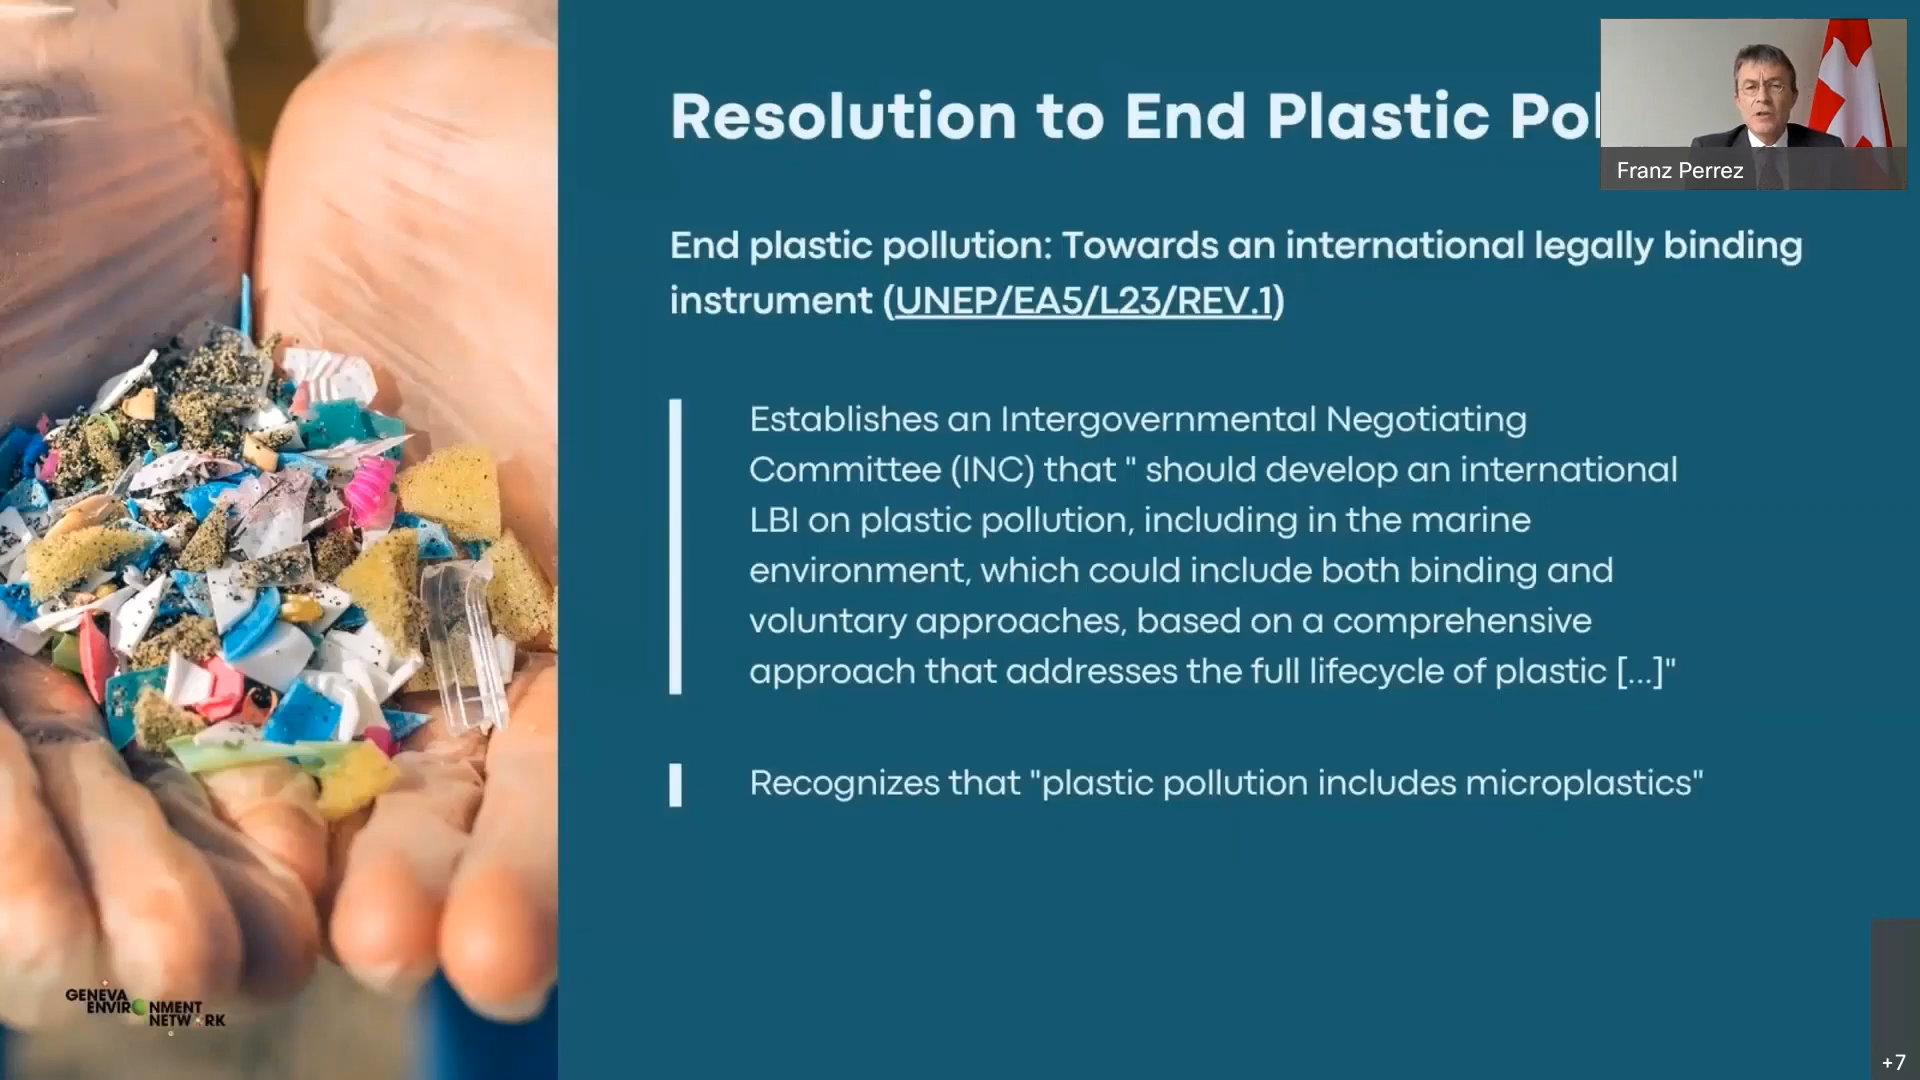 Resolution to End Plastic Pol
Franz Perrez
End plastic pollution: Towards an international legally binding
instrument (UNEP/EA5/L23/REV.1)
Establishes an Intergovernmental Negotiating
Committee (INC) that " should develop an international
LBI on plastic pollution, including in the marine
environment, which could include both binding and
voluntary approaches, based on a comprehensive
approach that addresses the full lifecycle of plastic [...]"
Recognizes that "plastic pollution includes microplastics"
GENEVA
ENVIRONMENT
NETWORK
+7